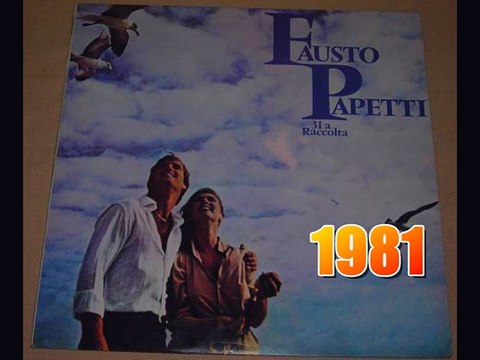 FAUSTO
PAPETTI
31 a
Raccolta
1981